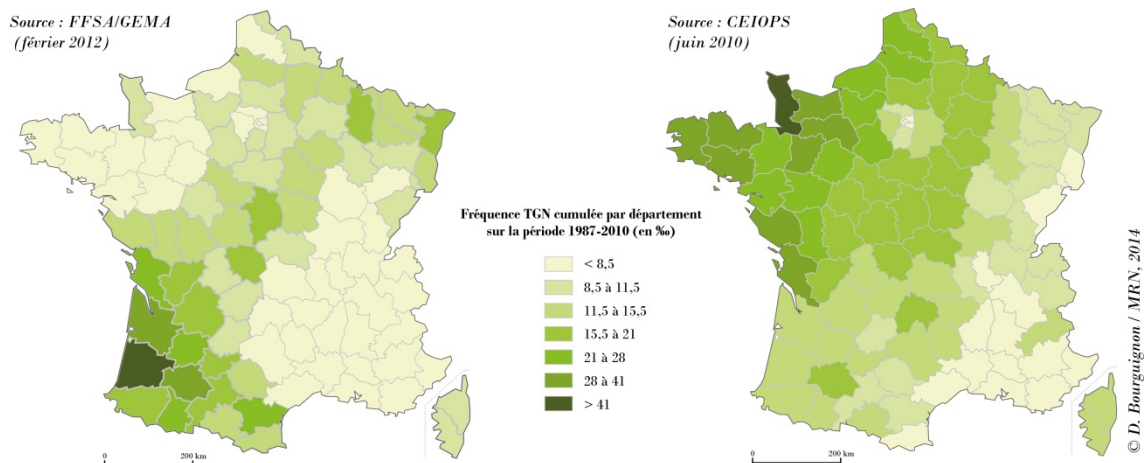 Source : FFSA/GEMA
(février 2012)
Source : CEIOPS
(juin 2010)
Fréquence TGN cumulée par département
sur la période 1987-2010 (en ‰)
< 8,5
8,5 à 11,5
11,5 à 15,5
15,5 à 21
21 à 28
28 à 41
> 41
0 200 km
0 200 km
© D. Bourguignon / MRN, 2014